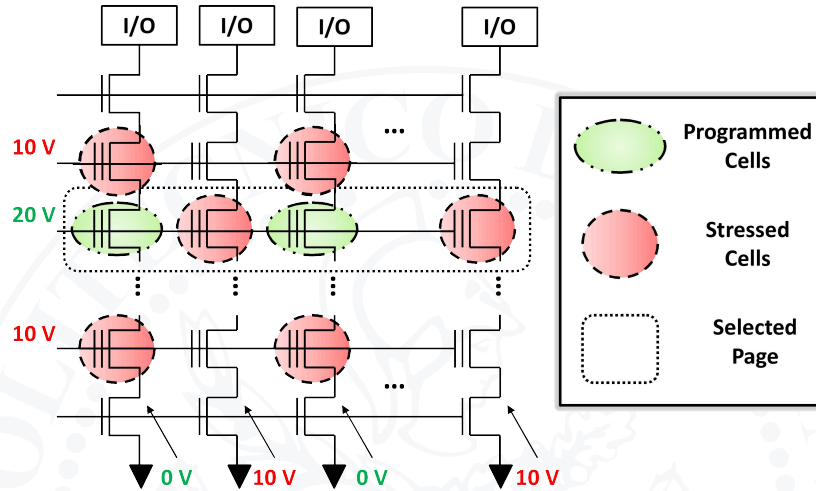 I/O I/O I/O I/O
...
10 V
20 V
10 V
...
0 V 10 V 0 V 10 V
Programmed
Cells
Stressed
Cells
Selected
Page